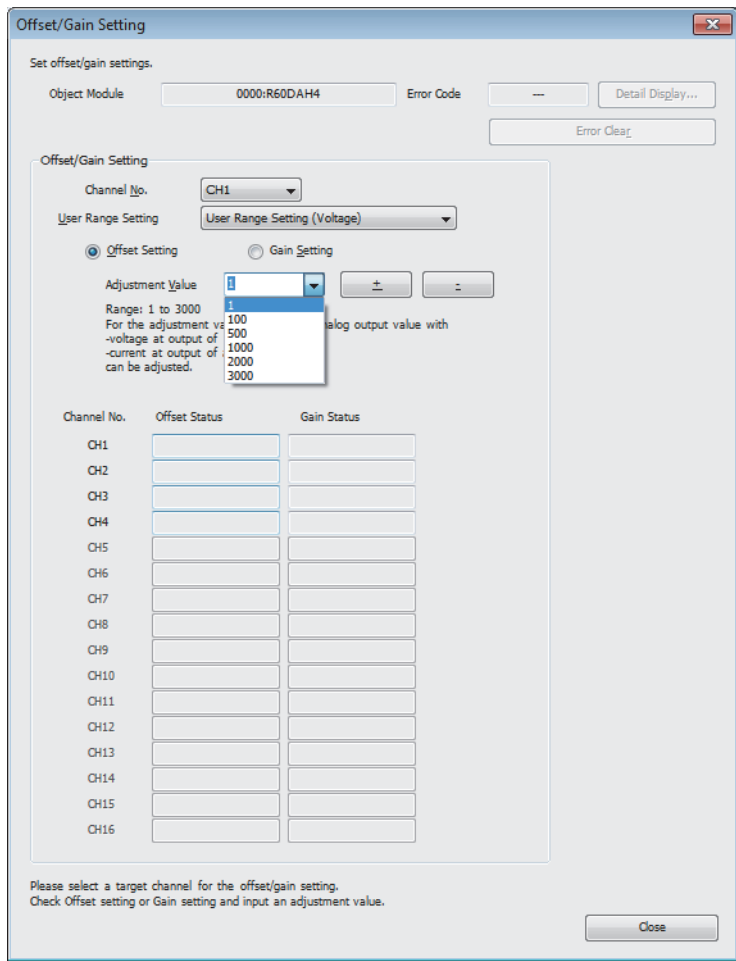 Offset/Gain Setting
Set offset/gain settings.
Object Module 0000:R60DAH4 Error Code --- Detail Display...
Error Clear
Offset/Gain Setting
Channel No. CH1
User Range Setting User Range Setting (Voltage)
Offset Setting Gain Setting
Adjustment Value 1 + -
1
100
500
1000
2000
3000
Range: 1 to 3000
For the adjustment output value with
-voltage at output of
-current at output of
can be adjusted.
Channel No. Offset Status Gain Status
CH1
CH2
CH3
CH4
CH5
CH6
CH7
CH8
CH9
CH10
CH11
CH12
CH13
CH14
CH15
CH16
Please select a target channel for the offset/gain setting.
Check Offset setting or Gain setting and input an adjustment value.
Close